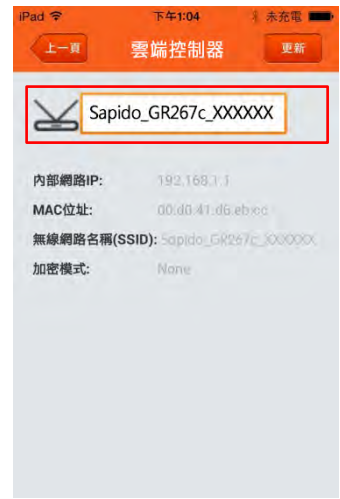 iPad 下午1:04 未充電
上一頁 雲端控制器 更新
Sapido_GR267c_XXXXXX
內部網路IP: 192.168.1.1
MAC位址: 00:d0:41:d6:eb:cc
無線網路名稱(SSID): Sapido_GR267c_XXXXXX
加密模式: None